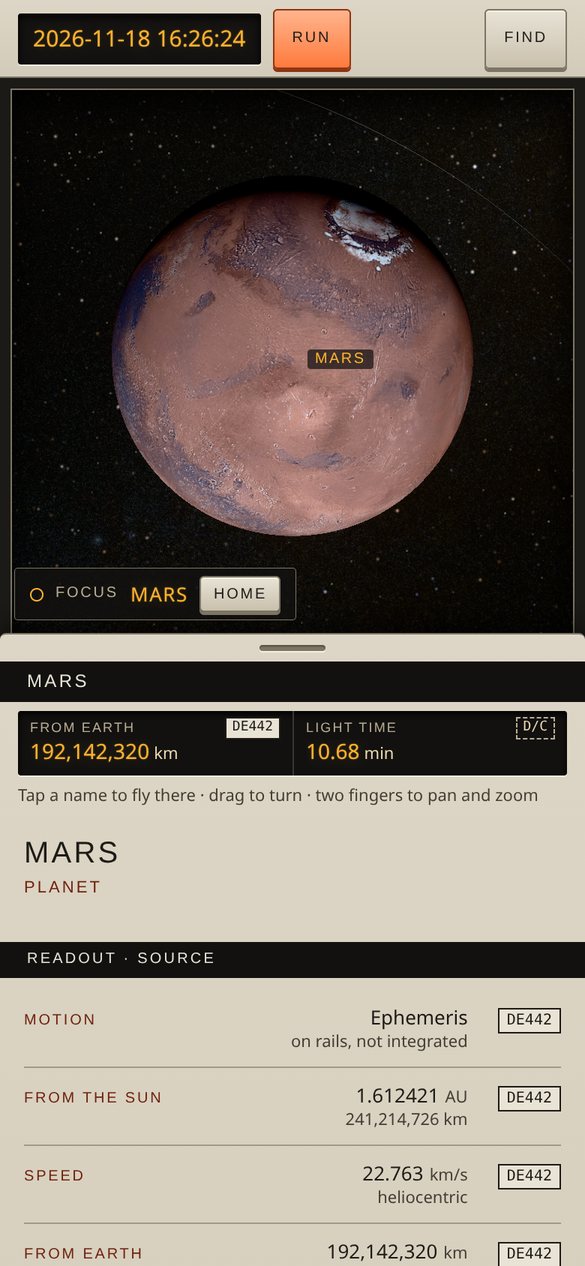 2026-11-18 16:26:24 RUN FIND
MARS
FOCUS MARS HOME
MARS
FROM EARTH DE442 LIGHT TIME D/C
192,142,320 km 10.68 min
Tap a name to fly there · drag to turn · two fingers to pan and zoom
MARS
PLANET
READOUT · SOURCE
MOTION Ephemeris DE442
on rails, not integrated
FROM THE SUN 1.612421 AU DE442
241,214,726 km
SPEED 22.763 km/s DE442
heliocentric
FROM EARTH 192,142,320 km DE442